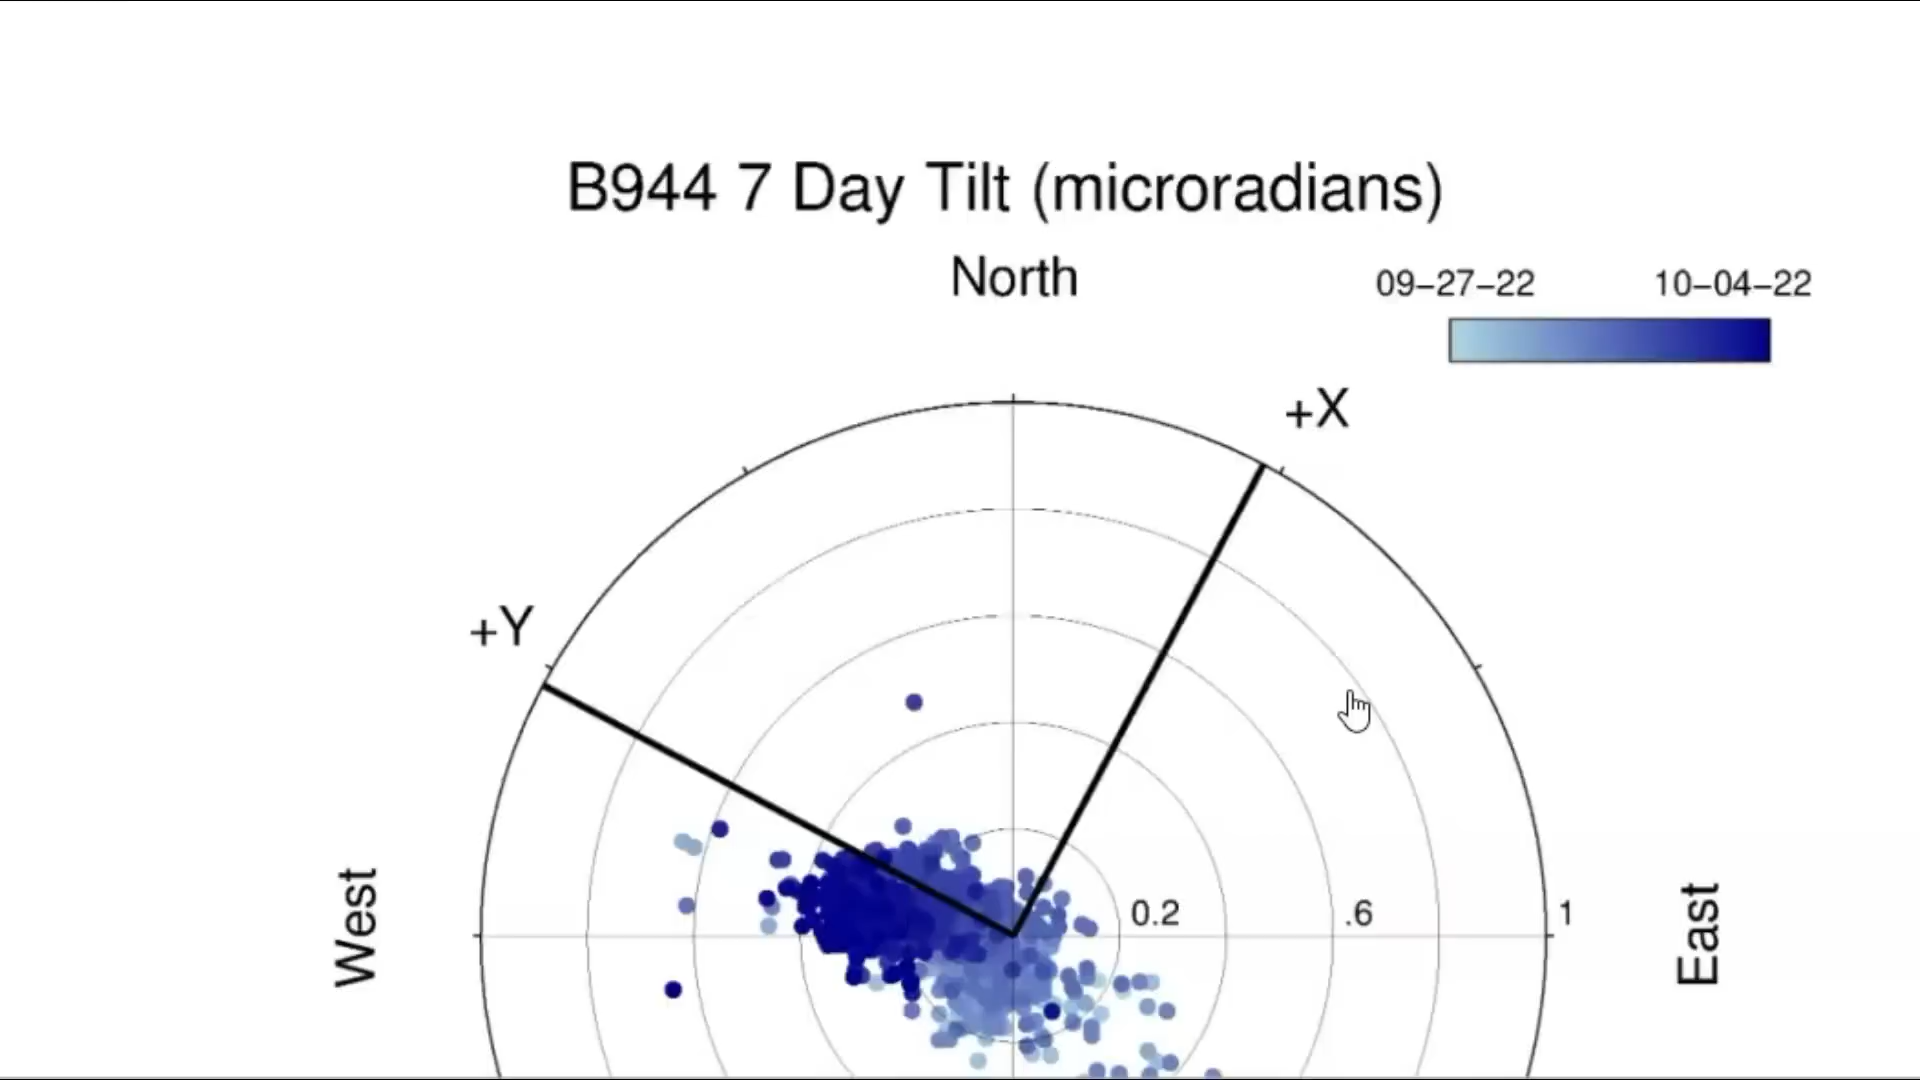 B944 7 Day Tilt (microradians)
North
09−27−22
10−04−22
+X
+Y
West
0.2
.6
1
East